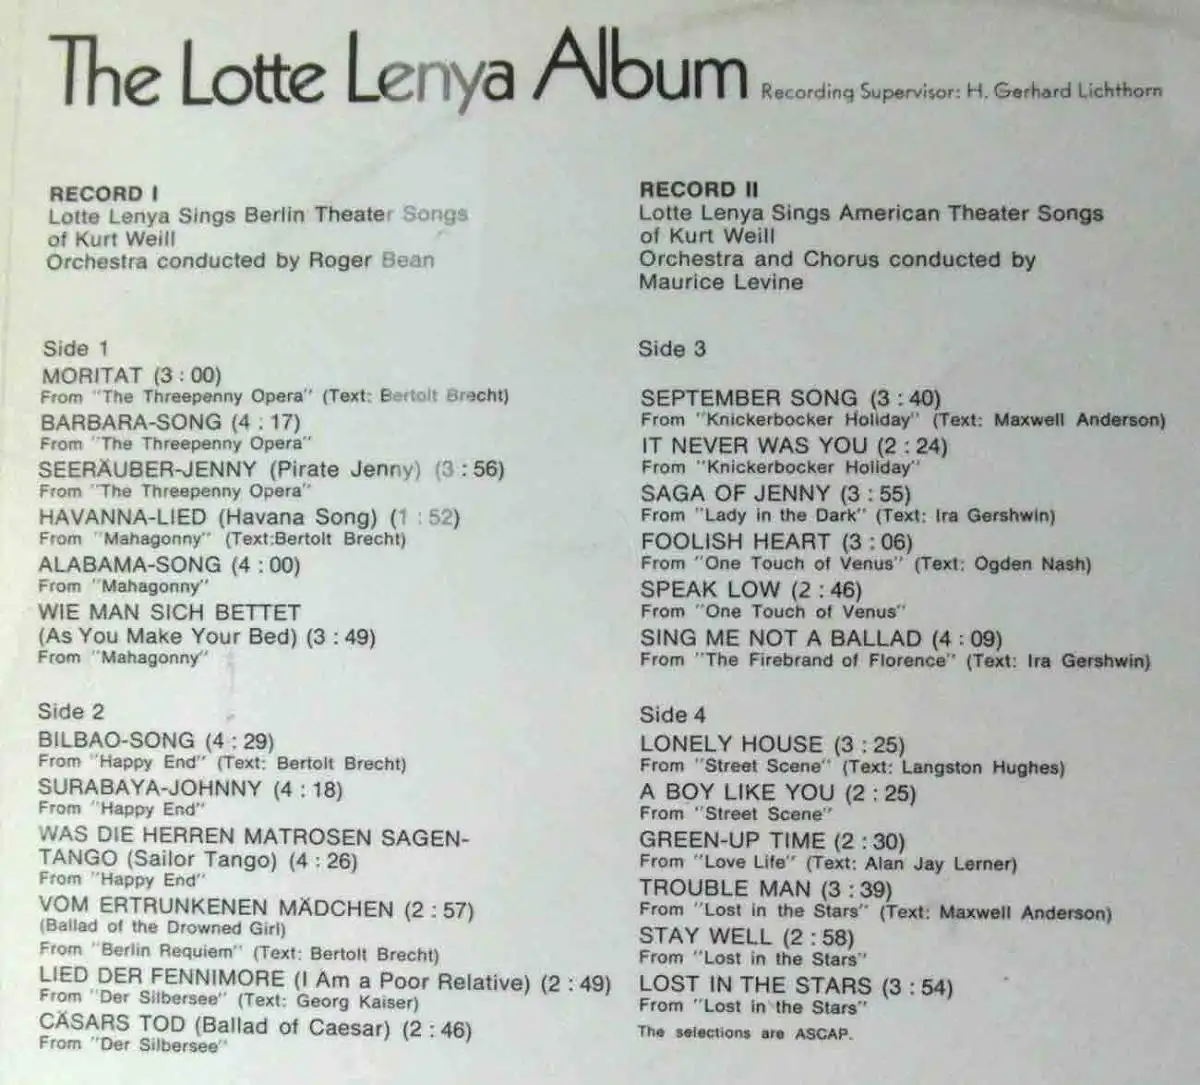 The Lotte Lenya Album Recording Supervisor: H. Gerhard Lichthorn
RECORD I
Lotte Lenya Sings Berlin Theater Songs
of Kurt Weill
Orchestra conducted by Roger Bean
Side 1
MORITAT (3 : 00)
From "The Threepenny Opera" (Text: Bertolt Brecht)
BARBARA-SONG (4 : 17)
From "The Threepenny Opera"
SEERÄUBER-JENNY (Pirate Jenny) (3 : 56)
From "The Threepenny Opera"
HAVANNA-LIED (Havana Song) (1 : 52)
From "Mahagonny" (Text:Bertolt Brecht)
ALABAMA-SONG (4 : 00)
From "Mahagonny"
WIE MAN SICH BETTET
(As You Make Your Bed) (3 : 49)
From "Mahagonny"
Side 2
BILBAO-SONG (4 : 29)
From "Happy End" (Text: Bertolt Brecht)
SURABAYA-JOHNNY (4 : 18)
From "Happy End"
WAS DIE HERREN MATROSEN SAGEN-
TANGO (Sailor Tango) (4 : 26)
From "Happy End"
VOM ERTRUNKENEN MÄDCHEN (2 : 57)
(Ballad of the Drowned Girl)
From "Berlin Requiem" (Text: Bertolt Brecht)
LIED DER FENNIMORE (I Am a Poor Relative) (2 : 49)
From "Der Silbersee" (Text: Georg Kaiser)
CÄSARS TOD (Ballad of Caesar) (2 : 46)
From "Der Silbersee"
RECORD II
Lotte Lenya Sings American Theater Songs
of Kurt Weill
Orchestra and Chorus conducted by
Maurice Levine
Side 3
SEPTEMBER SONG (3 : 40)
From "Knickerbocker Holiday" (Text: Maxwell Anderson)
IT NEVER WAS YOU (2 : 24)
From "Knickerbocker Holiday"
SAGA OF JENNY (3 : 55)
From "Lady in the Dark" (Text: Ira Gershwin)
FOOLISH HEART (3 : 06)
From "One Touch of Venus" (Text: Ogden Nash)
SPEAK LOW (2 : 46)
From "One Touch of Venus"
SING ME NOT A BALLAD (4 : 09)
From "The Firebrand of Florence" (Text: Ira Gershwin)
Side 4
LONELY HOUSE (3 : 25)
From "Street Scene" (Text: Langston Hughes)
A BOY LIKE YOU (2 : 25)
From "Street Scene"
GREEN-UP TIME (2 : 30)
From "Love Life" (Text: Alan Jay Lerner)
TROUBLE MAN (3 : 39)
From "Lost in the Stars" (Text: Maxwell Anderson)
STAY WELL (2 : 58)
From "Lost in the Stars"
LOST IN THE STARS (3 : 54)
From "Lost in the Stars"
The selections are ASCAP.